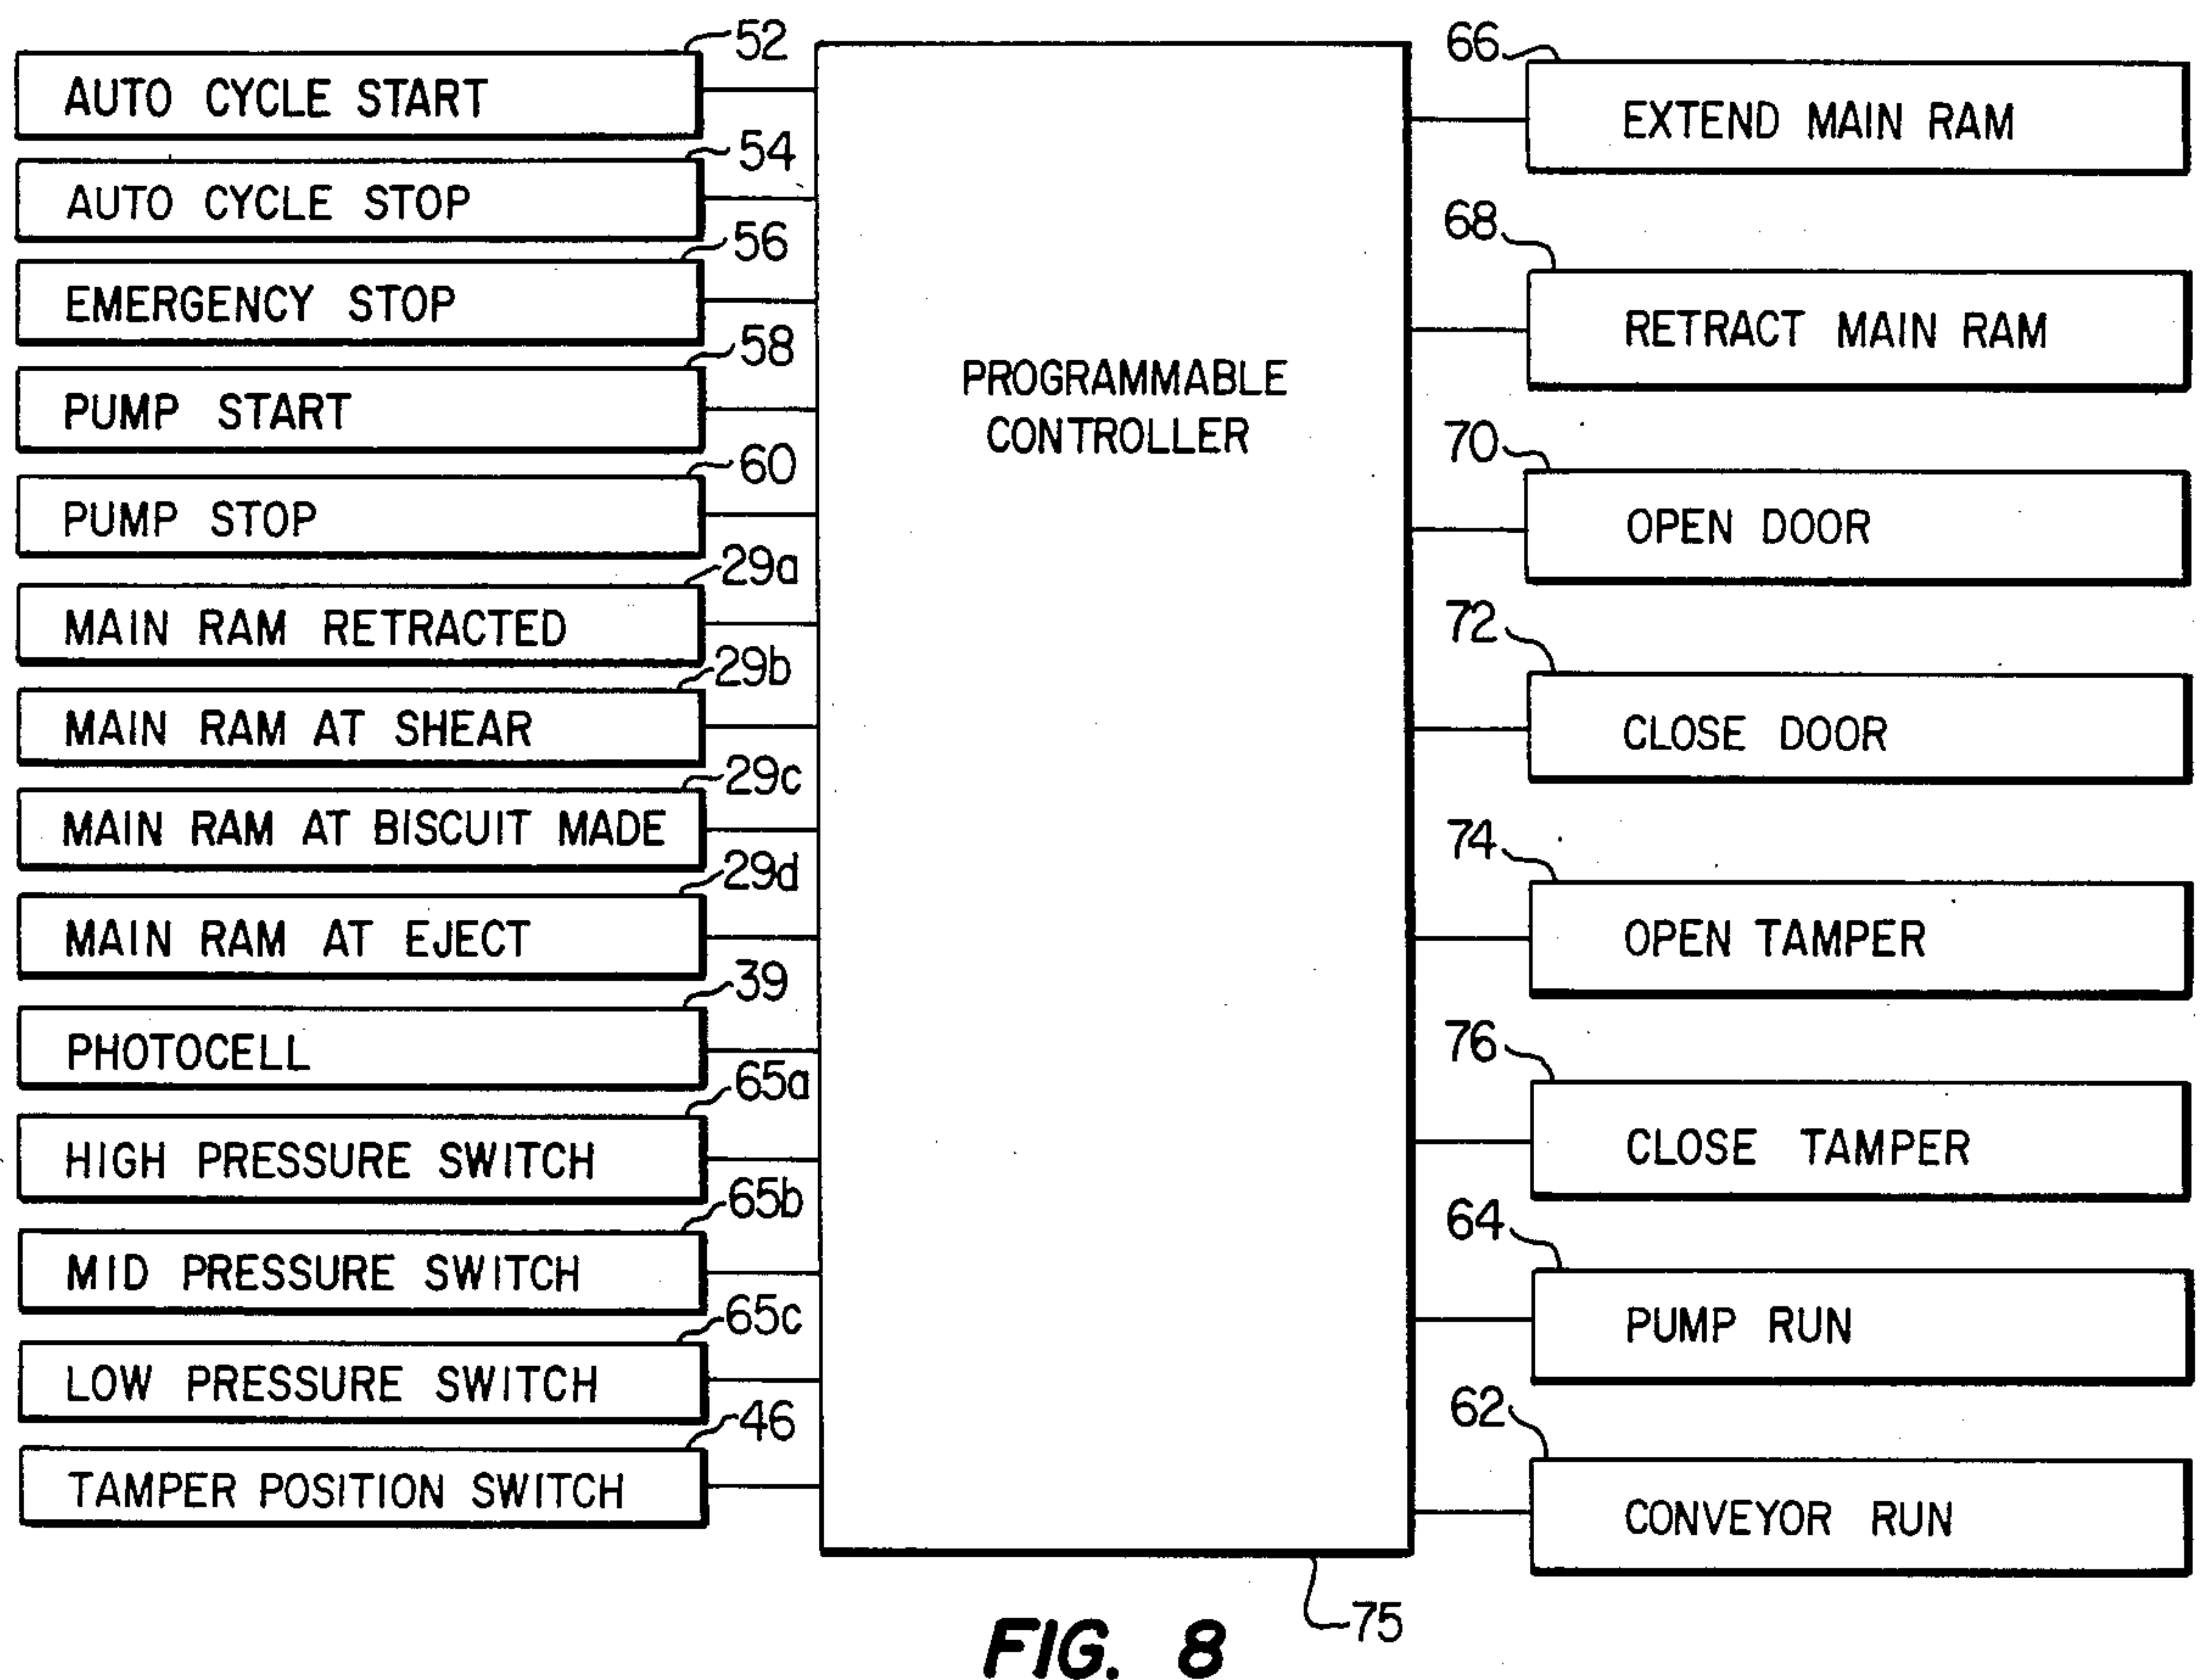 52
AUTO CYCLE START
54
AUTO CYCLE STOP
56
EMERGENCY STOP
58
PUMP START
60
PUMP STOP
29a
MAIN RAM RETRACTED
29b
MAIN RAM AT SHEAR
29c
MAIN RAM AT BISCUIT MADE
29d
MAIN RAM AT EJECT
39
PHOTOCELL
65a
HIGH PRESSURE SWITCH
65b
MID PRESSURE SWITCH
65c
LOW PRESSURE SWITCH
46
TAMPER POSITION SWITCH
PROGRAMMABLE
CONTROLLER
75
66
EXTEND MAIN RAM
68
RETRACT MAIN RAM
70
OPEN DOOR
72
CLOSE DOOR
74
OPEN TAMPER
76
CLOSE TAMPER
64
PUMP RUN
62
CONVEYOR RUN
FIG. 8